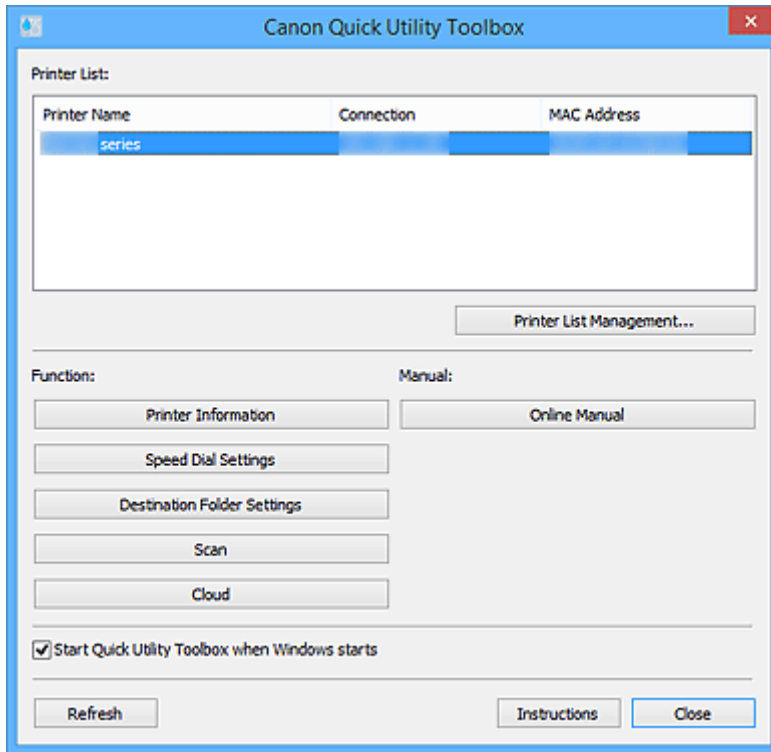 Canon Quick Utility Toolbox
Printer List:
Printer Name Connection MAC Address
series
Printer List Management...
Function: Manual:
Printer Information Online Manual
Speed Dial Settings
Destination Folder Settings
Scan
Cloud
Start Quick Utility Toolbox when Windows starts
Refresh Instructions Close